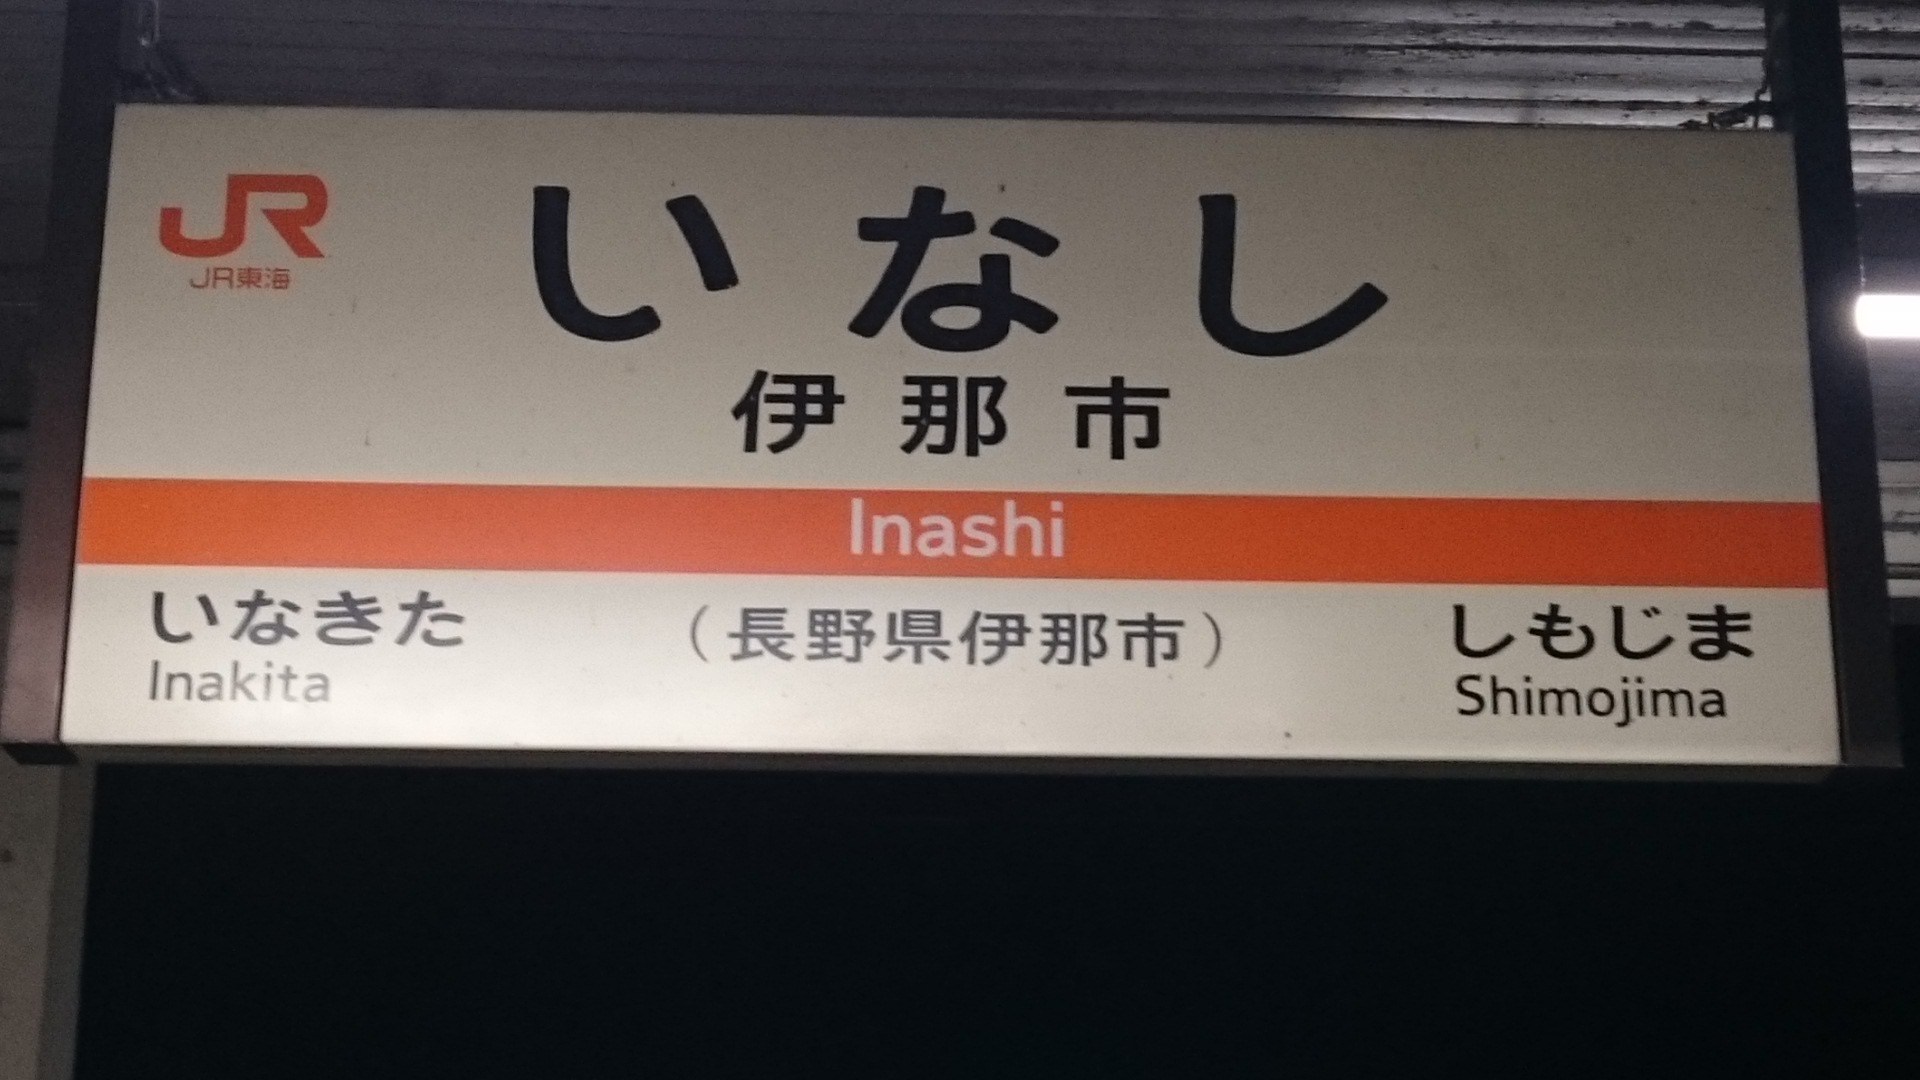 JR
JR東海
いなし
伊那市
Inashi
いなきた
Inakita
（長野県伊那市）
しもじま
Shimojima